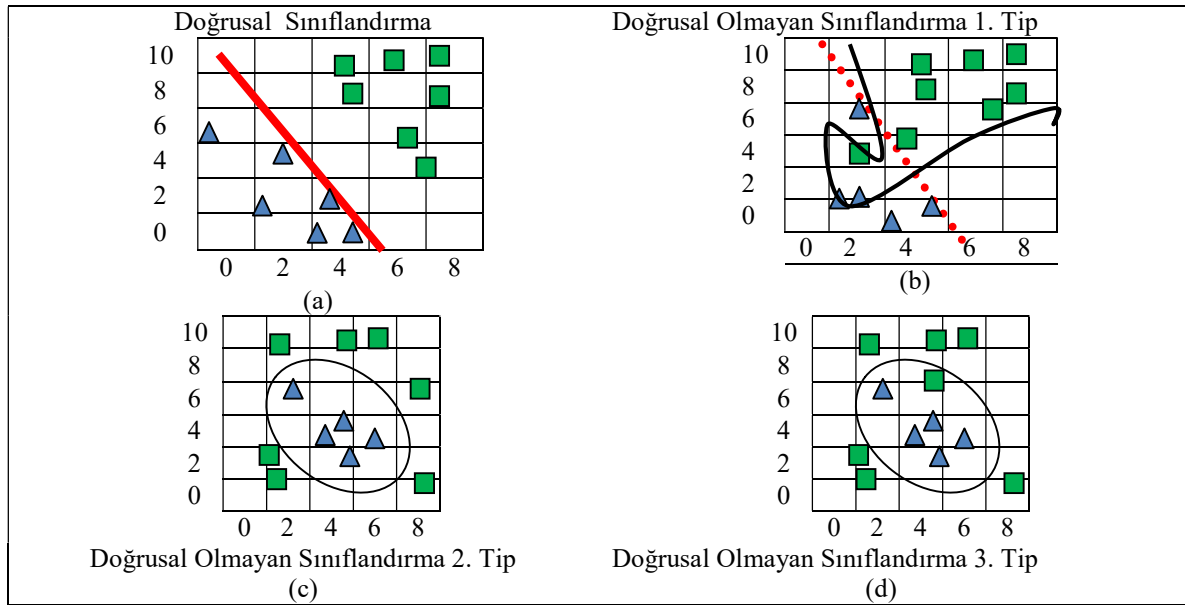 Doğrusal Sınıflandırma
10
8
6
4
2
0
0 2 4 6 8
(a)
Doğrusal Olmayan Sınıflandırma 1. Tip
10
8
6
4
2
0
0 2 4 6 8
(b)
10
8
6
4
2
0
0 2 4 6 8
Doğrusal Olmayan Sınıflandırma 2. Tip
(c)
10
8
6
4
2
0
0 2 4 6 8
Doğrusal Olmayan Sınıflandırma 3. Tip
(d)